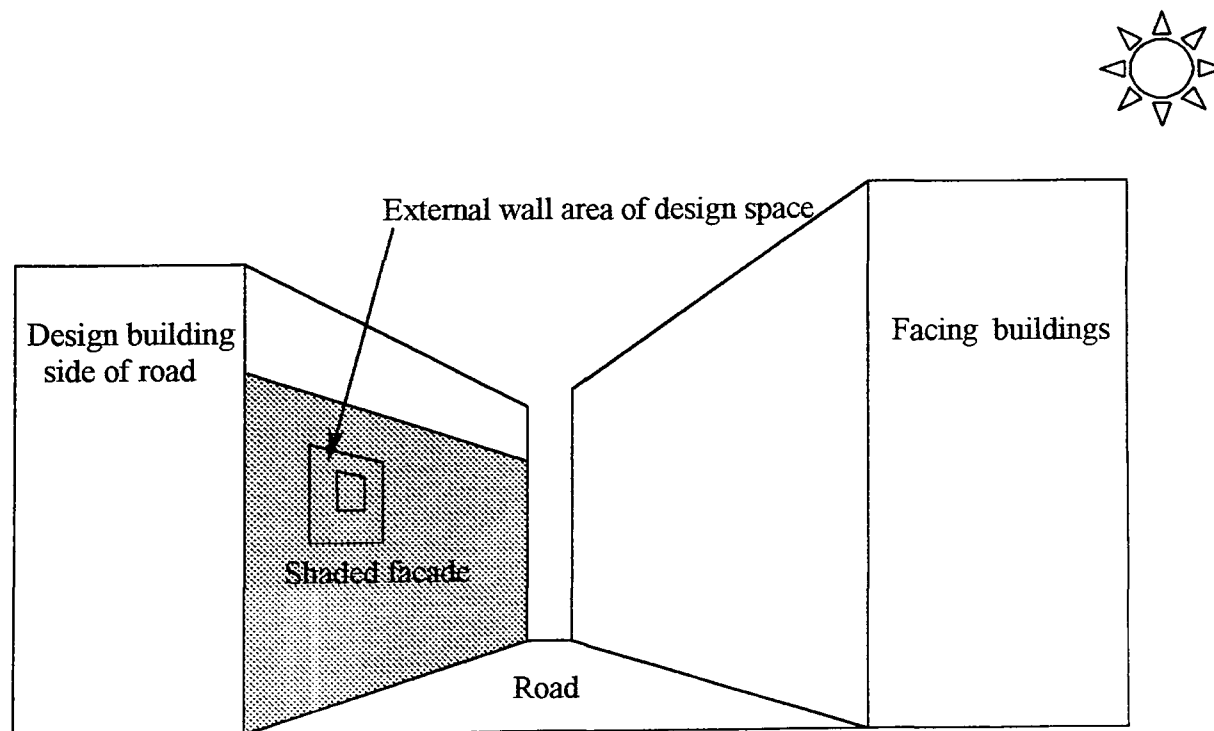 External wall area of design space
Design building
side of road
Facing buildings
Shaded facade
Road